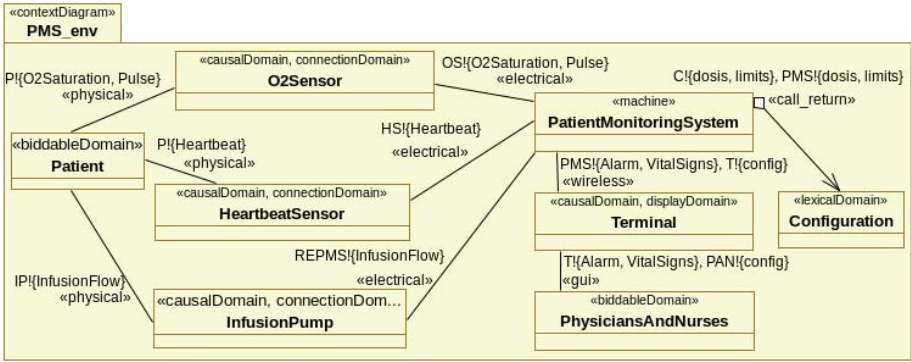 «contextDiagram»
PMS_env
«causalDomain, connectionDomain»
O2Sensor
P!{O2Saturation, Pulse}
«physical»
OS!{O2Saturation, Pulse}
«electrical»
C!{dosis, limits}, PMS!{dosis, limits}
«call_return»
«machine»
PatientMonitoringSystem
«biddableDomain»
Patient
P!{Heartbeat}
«physical»
HS!{Heartbeat}
«electrical»
PMS!{Alarm, VitalSigns}, T!{config}
«wireless»
«causalDomain, connectionDomain»
HeartbeatSensor
«causalDomain, displayDomain»
Terminal
«lexicalDomain»
Configuration
REPMS!{InfusionFlow}
«electrical»
T!{Alarm, VitalSigns}, PAN!{config}
«gui»
IP!{InfusionFlow}
«physical»
«causalDomain, connectionDom...
InfusionPump
«biddableDomain»
PhysiciansAndNurses